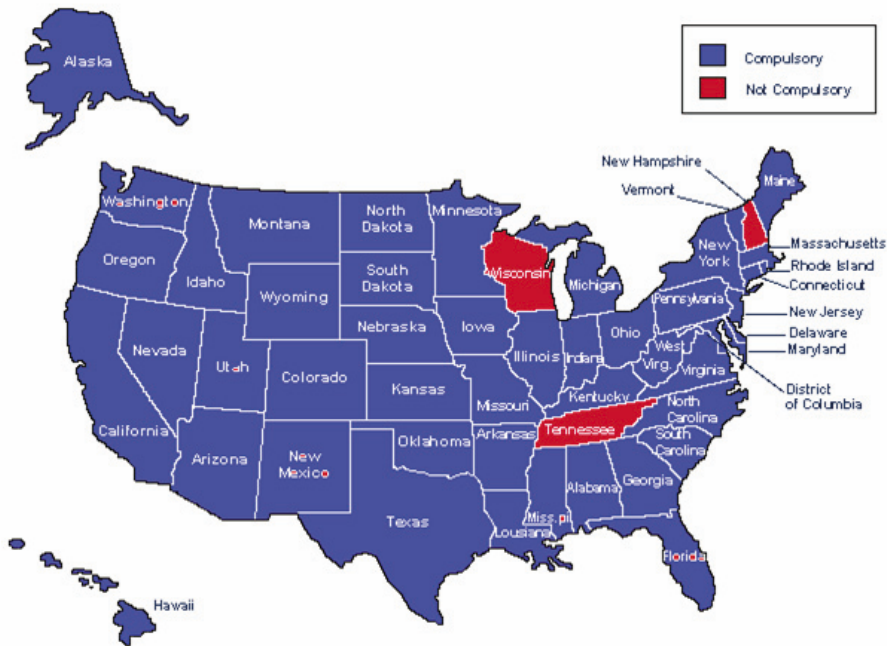 Alaska
Compulsory
Not Compulsory
New Hampshire
Vermont
Maine
Washington
Montana
North
Dakota
Minnesota
Oregon
Idaho
Wyoming
South
Dakota
Wisconsin
Michigan
New
York
Massachusetts
Rhode Island
Connecticut
Nevada
Utah
Colorado
Nebraska
Iowa
Illinois
Indiana
Ohio
Pennsylvania
New Jersey
Delaware
Maryland
West
Virg.
Virginia
District
of Columbia
California
Arizona
New
Mexico
Kansas
Missouri
Kentucky
North
Carolina
Oklahoma
Arkansas
Tennessee
South
Carolina
Texas
Lousiana
Miss.pi
Alabama
Georgia
Florida
Hawaii